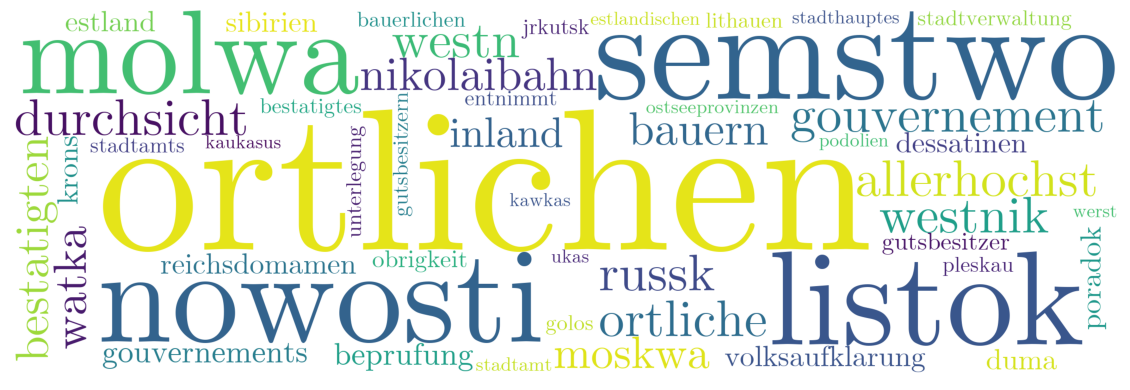 estland sibirien bauerlichen jrkutsk estlandischen lithauen stadthauptes stadtverwaltung
molwa westn semstwo
nikolaibahn
durchsicht bestatigtes entnimmt ostseeprovinzen gouvernement
stadtamts kaukasus inland bauern podolien dessatinen
krons unterlegung gutsbesitzern
bestatigten ortlichen allerhochst
kawkas westnik werst
watka gutsbesitzer
reichsdomamen obrigkeit ukas russk pleskau poradok
nowosti golos ortliche listok
gouvernements beprufung stadtamt moskwa volksaufklarung duma